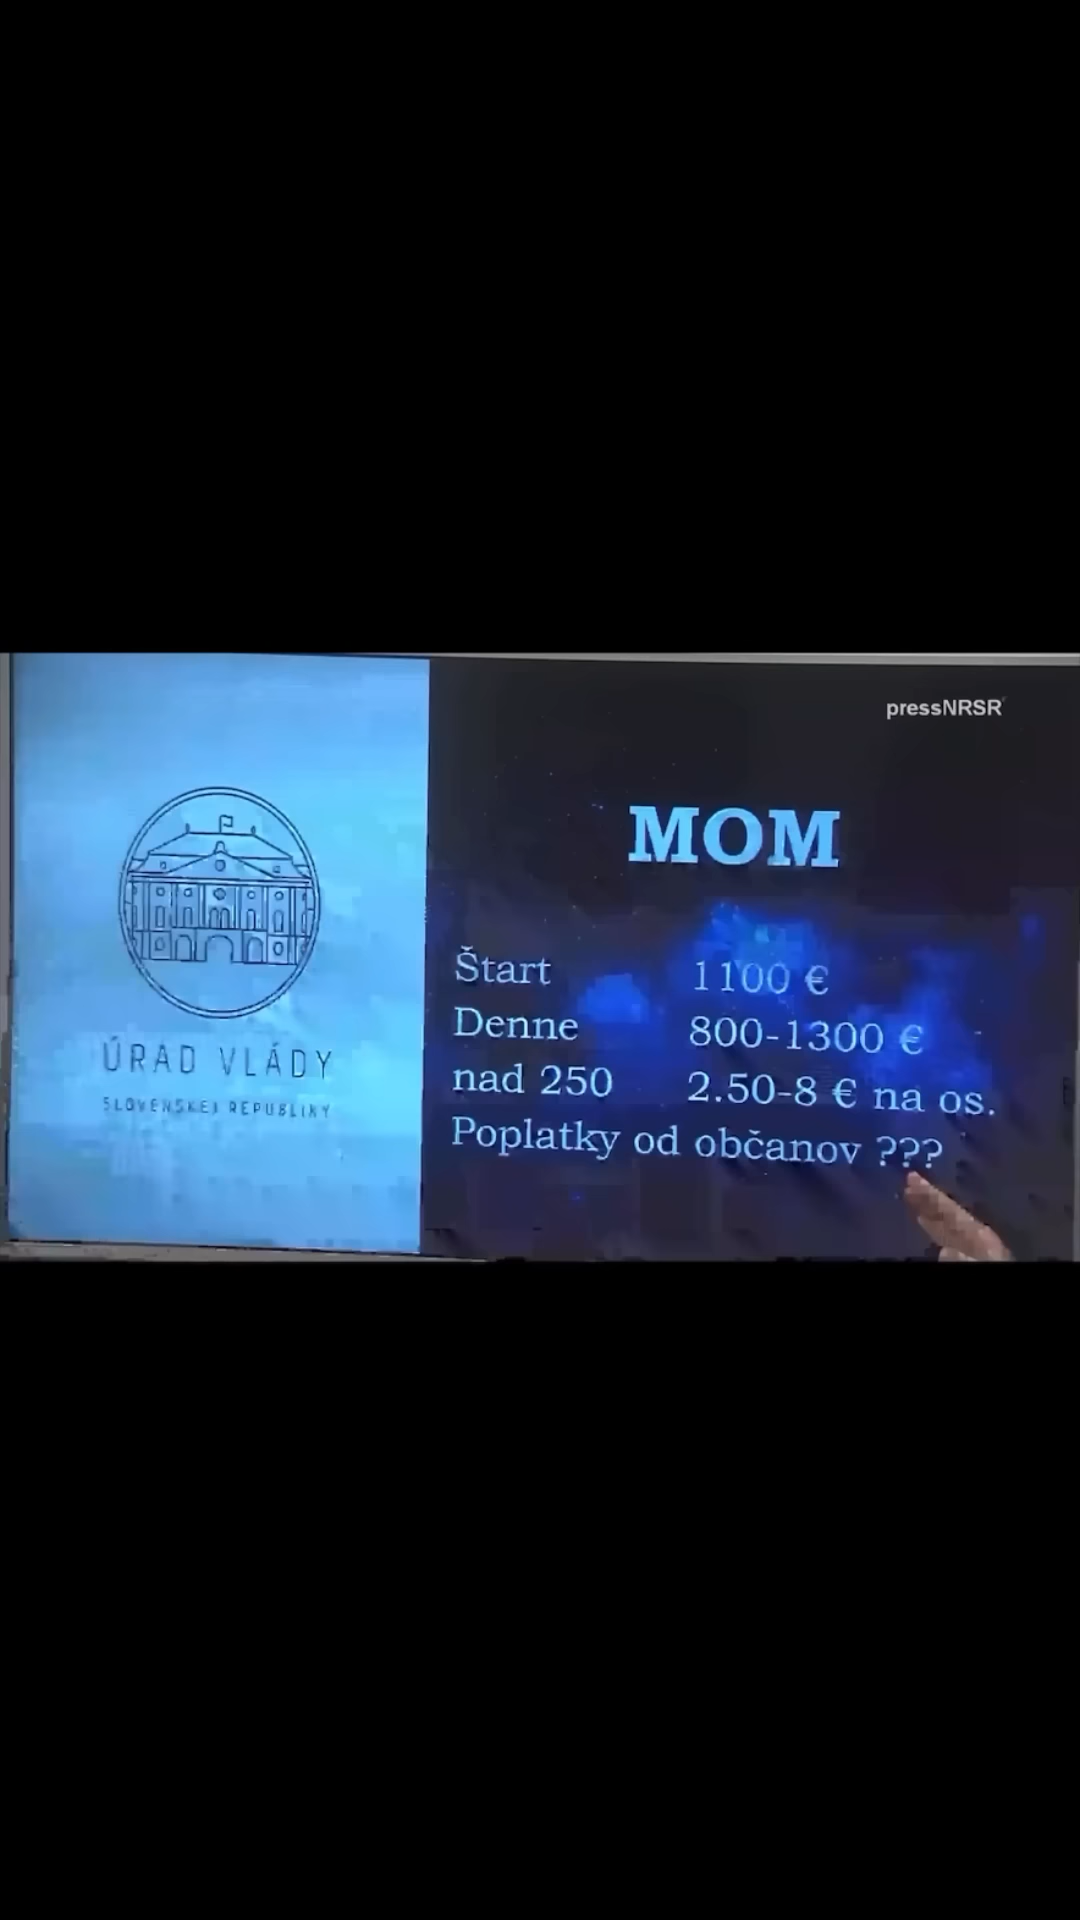 pressNRSR
MOM
Štart 1100 €
Denne 800-1300 €
nad 250 2.50-8 € na os.
Poplatky od občanov ???
ÚRAD VLÁDY
SLOVENSKEJ REPUBLIKY